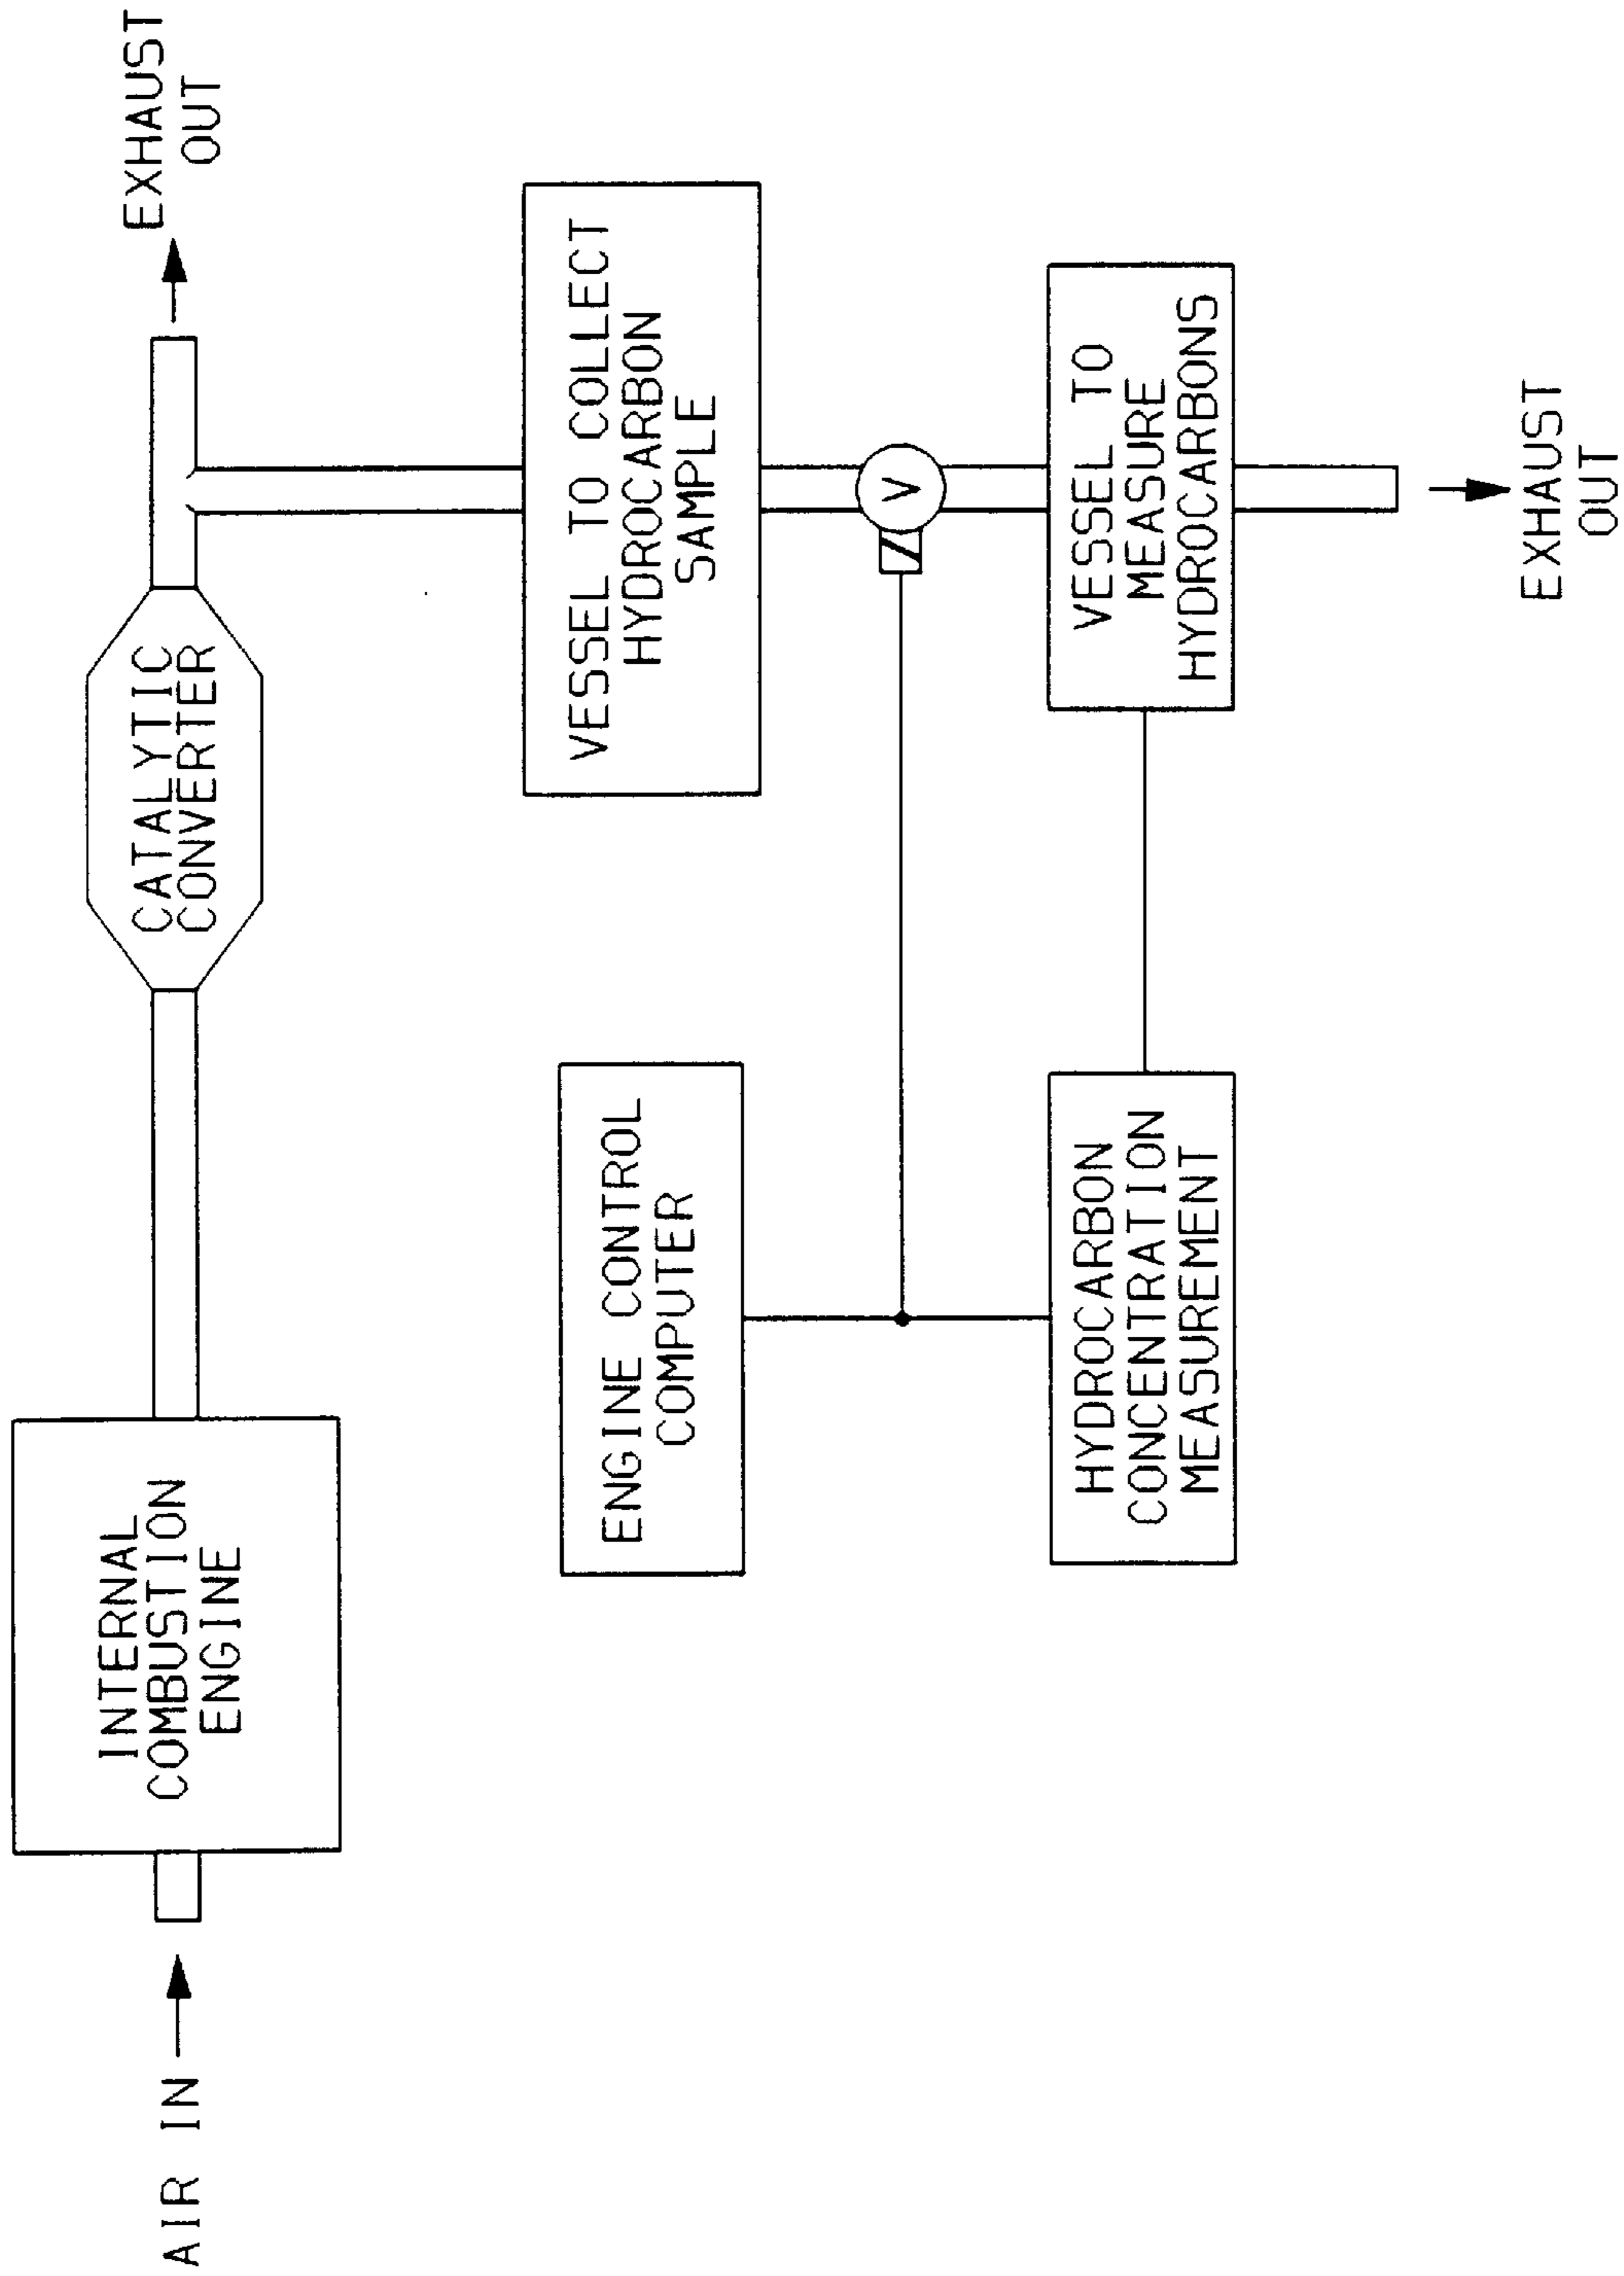 AIR IN
INTERNAL
COMBUSTION
ENGINE
CATALYTIC
CONVERTER
EXHAUST
OUT
ENGINE CONTROL
COMPUTER
VESSEL TO COLLECT
HYDROCARBON
SAMPLE
V
HYDROCARBON
CONCENTRATION
MEASUREMENT
VESSEL TO
MEASURE
HYDROCARBONS
EXHAUST
OUT